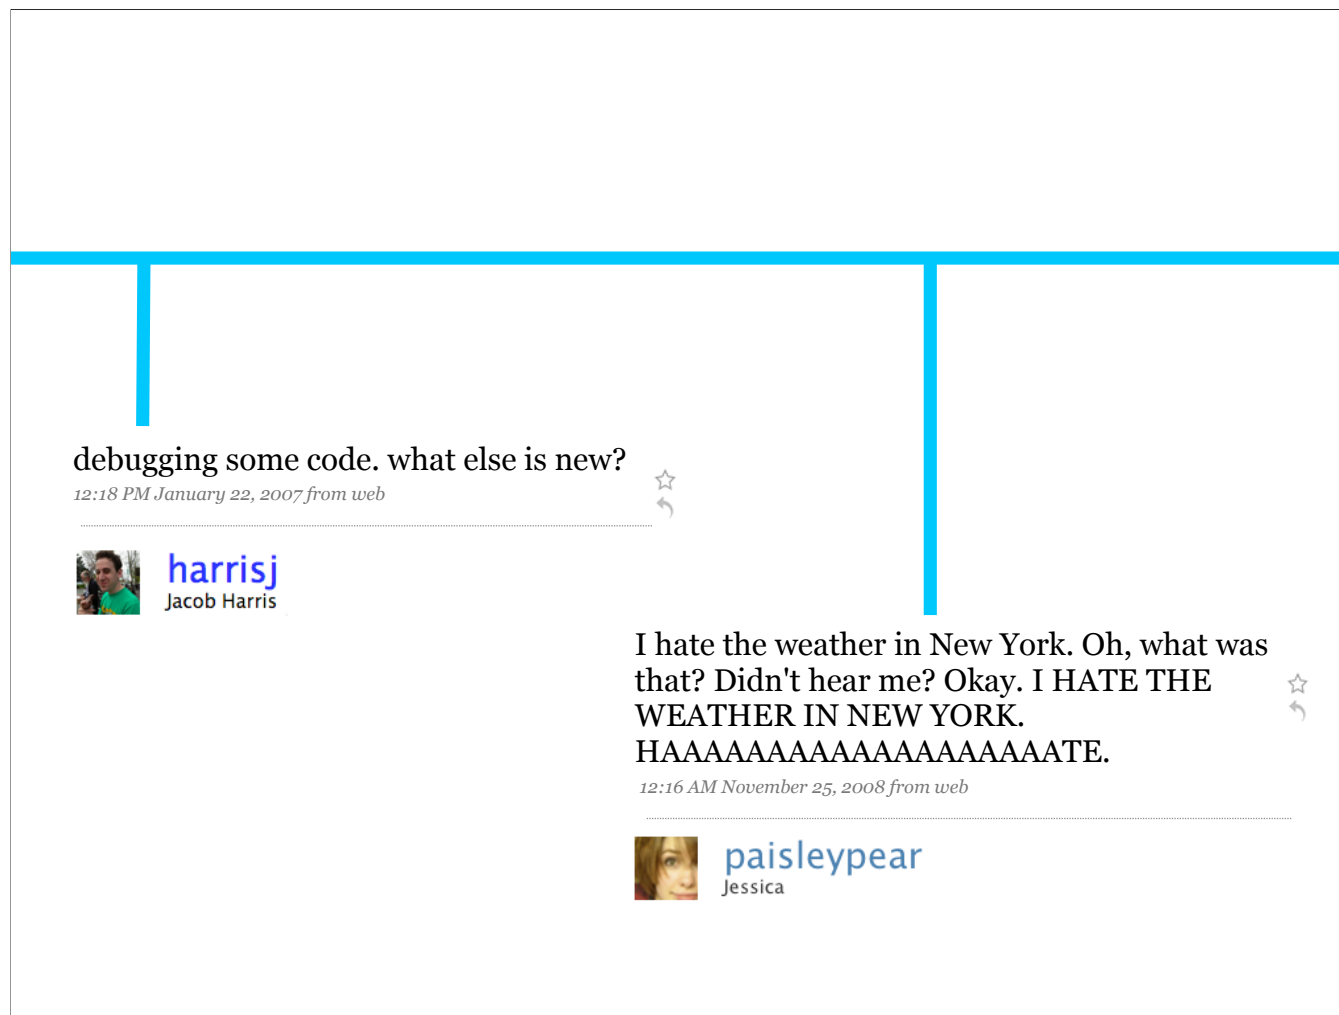 debugging some code. what else is new?
12:18 PM January 22, 2007 from web
harrisj
Jacob Harris
I hate the weather in New York. Oh, what was
that? Didn't hear me? Okay. I HATE THE
WEATHER IN NEW YORK.
HAAAAAAAAAAAAAAAAAAATE.
12:16 AM November 25, 2008 from web
paisleypear
Jessica